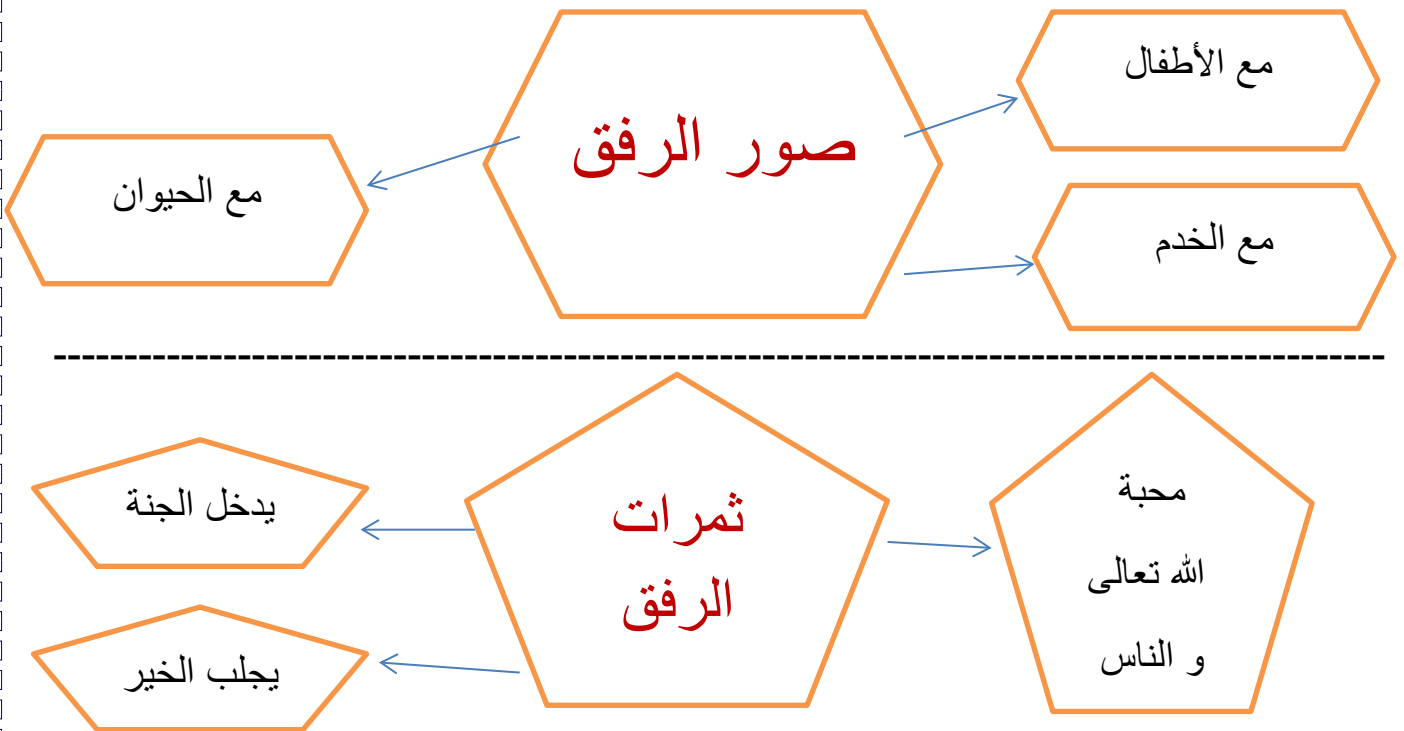 صور الرفق
مع الأطفال
مع الخدم
مع الحيوان
ثمرات
الرفق
محبة
الله تعالى
و الناس
يدخل الجنة
يجلب الخير